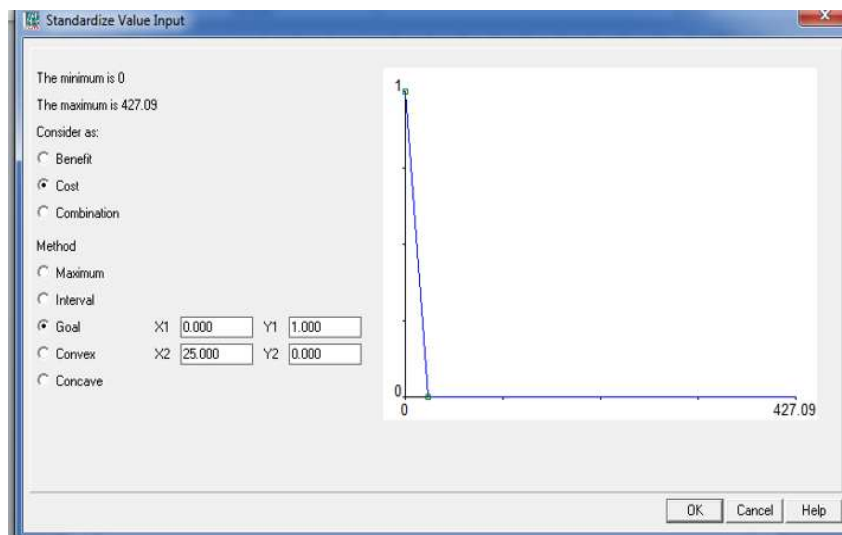 Standardize Value Input
The minimum is 0
The maximum is 427.09
Consider as:
Benefit
Cost
Combination
Method
Maximum
Interval
Goal X1 0.000 Y1 1.000
Convex X2 25.000 Y2 0.000
Concave
1
0
0 427.09
OK Cancel Help